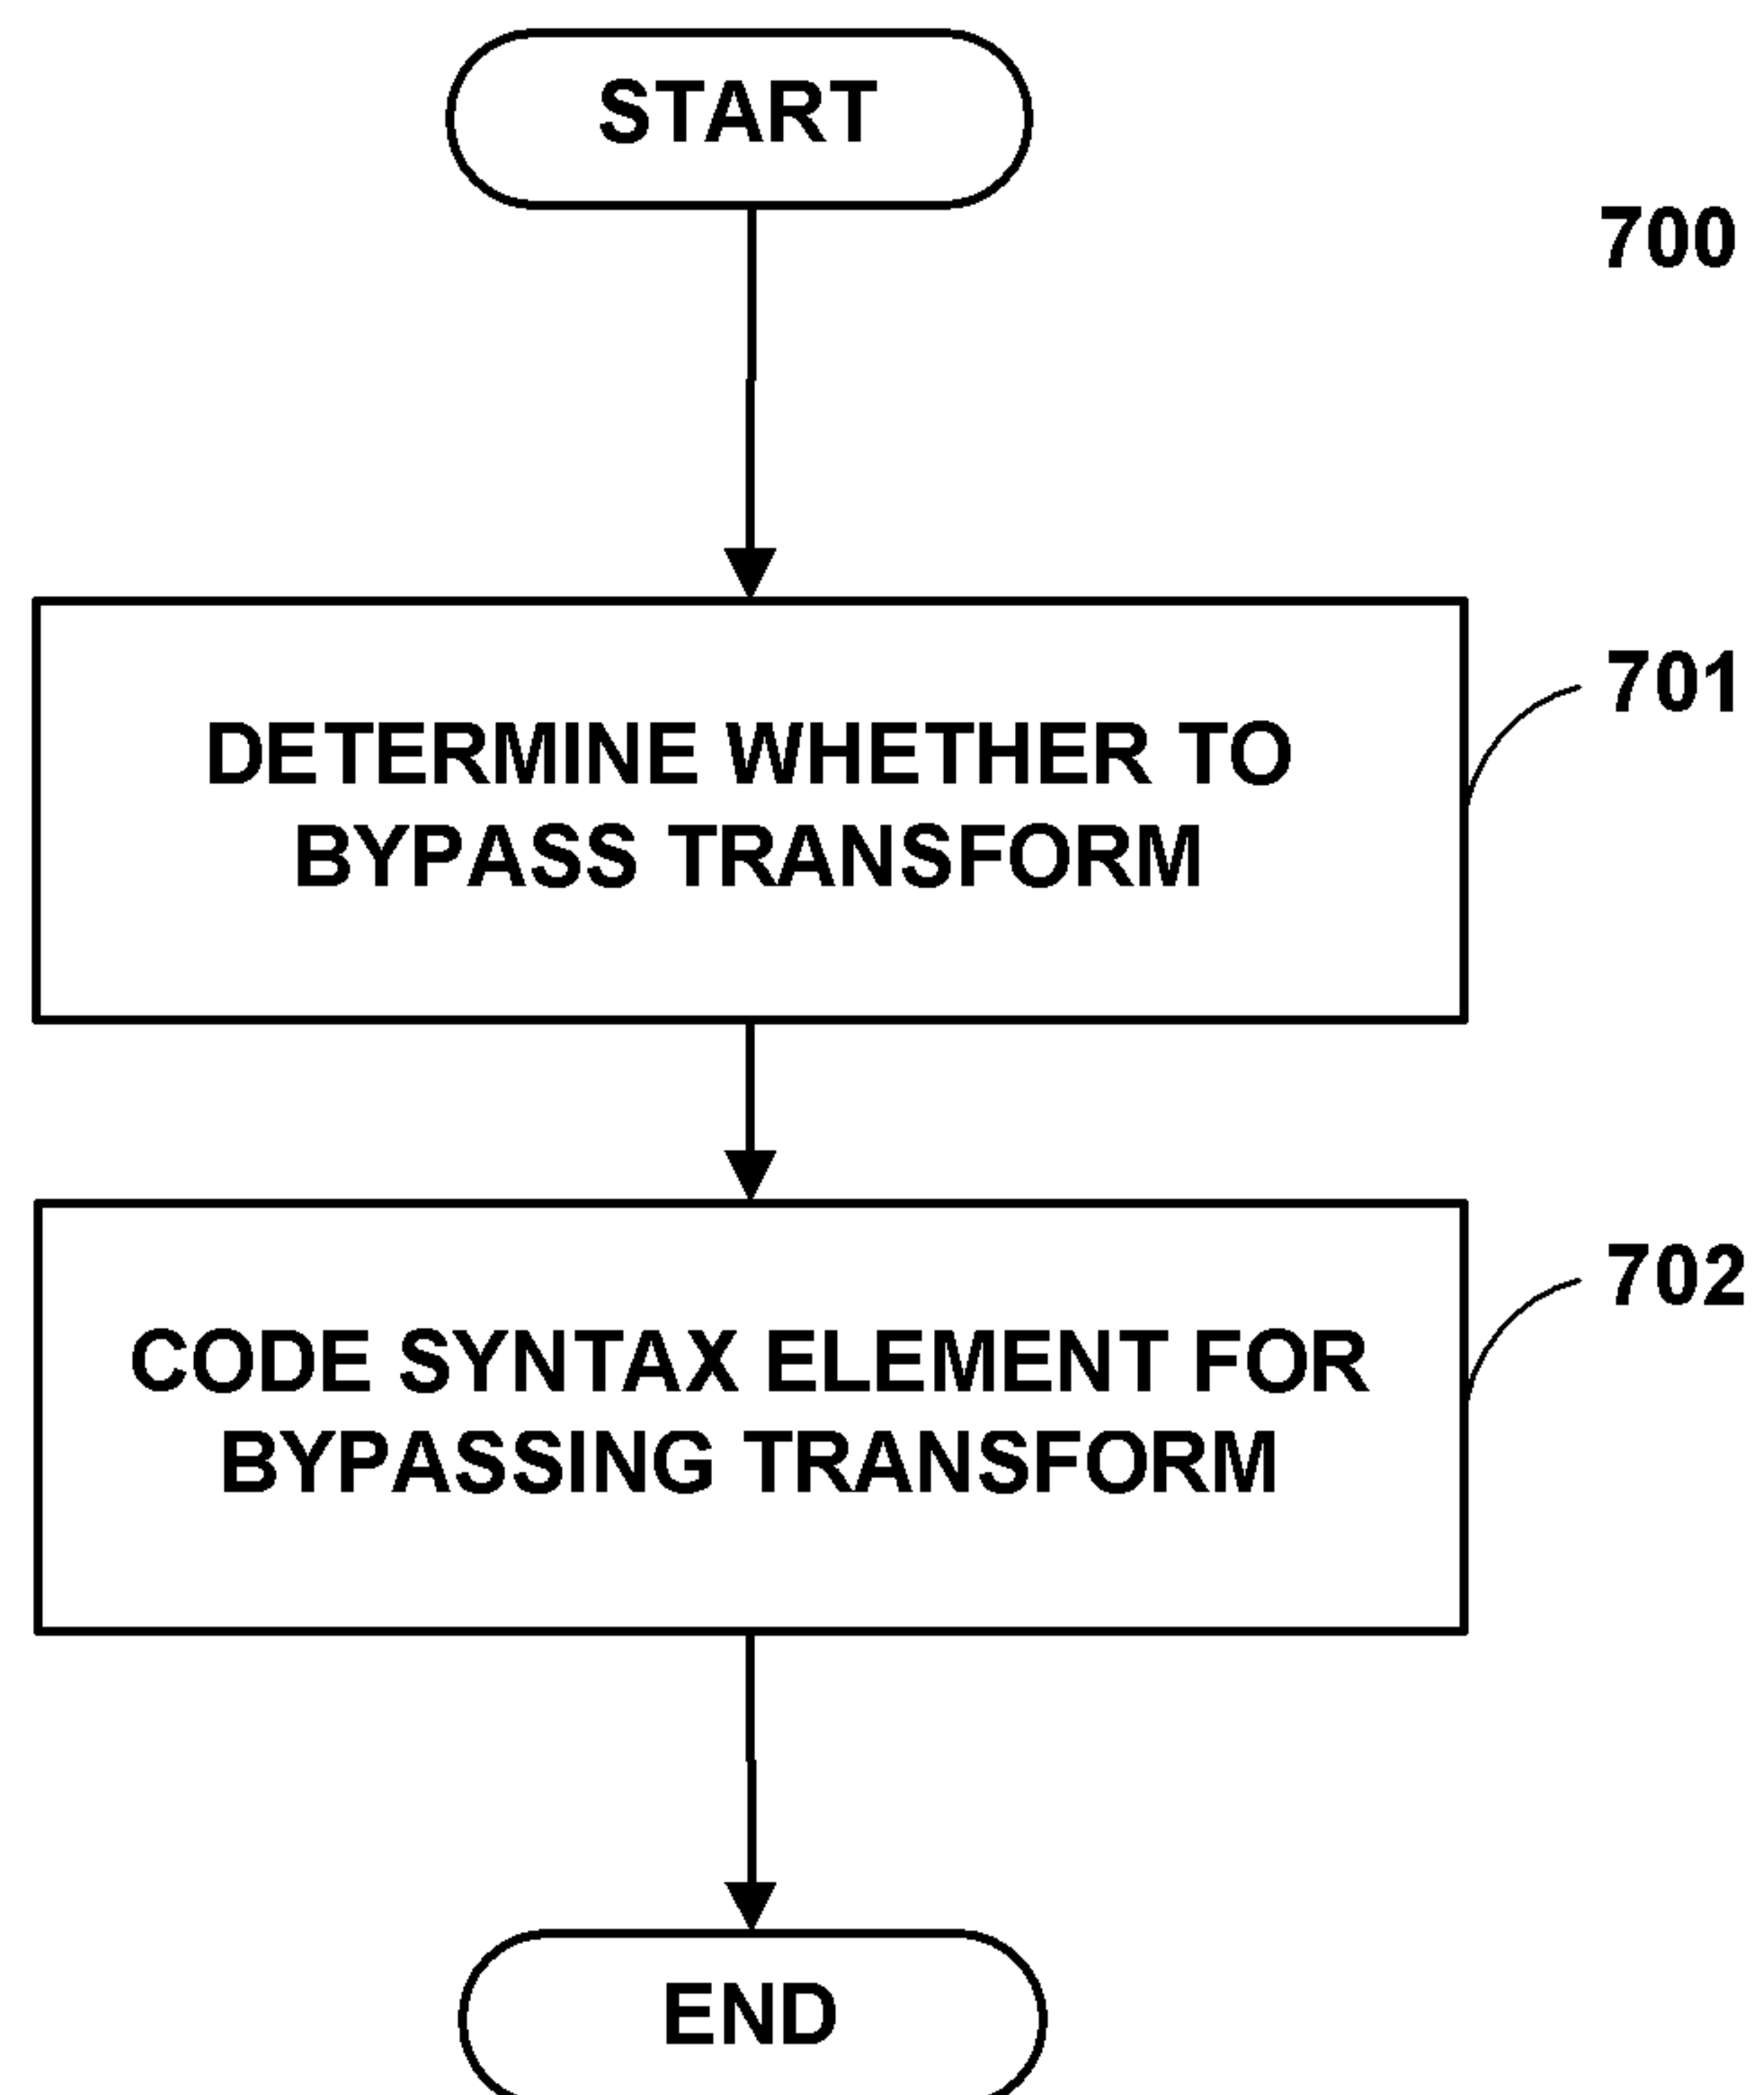 START
700
DETERMINE WHETHER TO
BYPASS TRANSFORM
701
CODE SYNTAX ELEMENT FOR
BYPASSING TRANSFORM
702
END